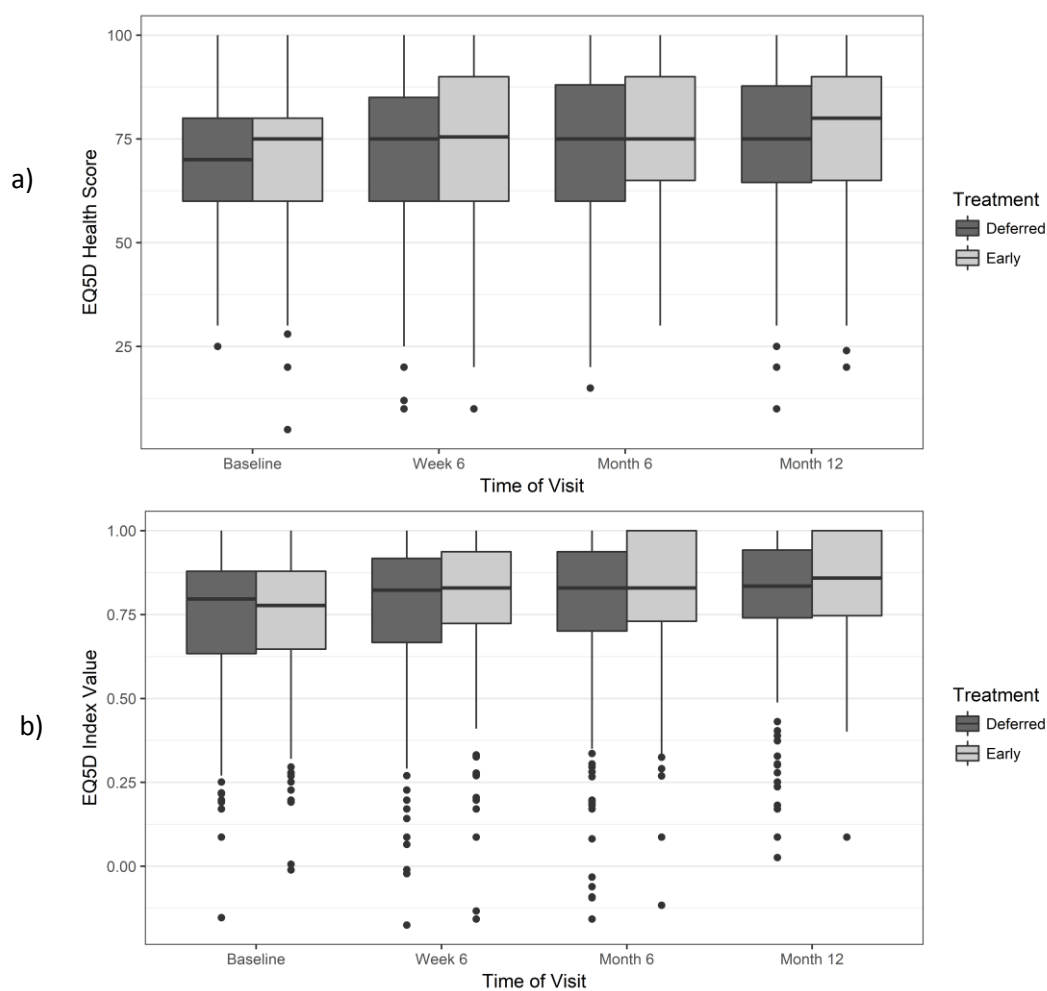 a)
EQ5D Health Score
100
75
50
25
Baseline
Week 6
Month 6
Month 12
Time of Visit
Treatment
Deferred
Early
b)
EQ5D Index Value
1.00
0.75
0.50
0.25
0.00
Baseline
Week 6
Month 6
Month 12
Time of Visit
Treatment
Deferred
Early